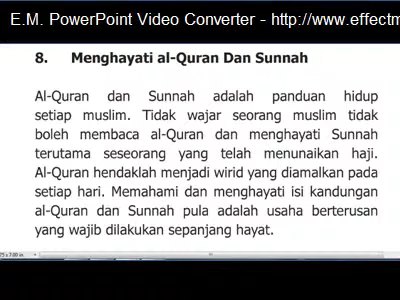 E.M. PowerPoint Video Converter - http://www.effectm
8. Menghayati al-Quran Dan Sunnah
Al-Quran dan Sunnah adalah panduan hidup
setiap muslim. Tidak wajar seorang muslim tidak
boleh membaca al-Quran dan menghayati Sunnah
terutama seseorang yang telah menunaikan haji.
Al-Quran hendaklah menjadi wirid yang diamalkan pada
setiap hari. Memahami dan menghayati isi kandungan
al-Quran dan Sunnah pula adalah usaha berterusan
yang wajib dilakukan sepanjang hayat.